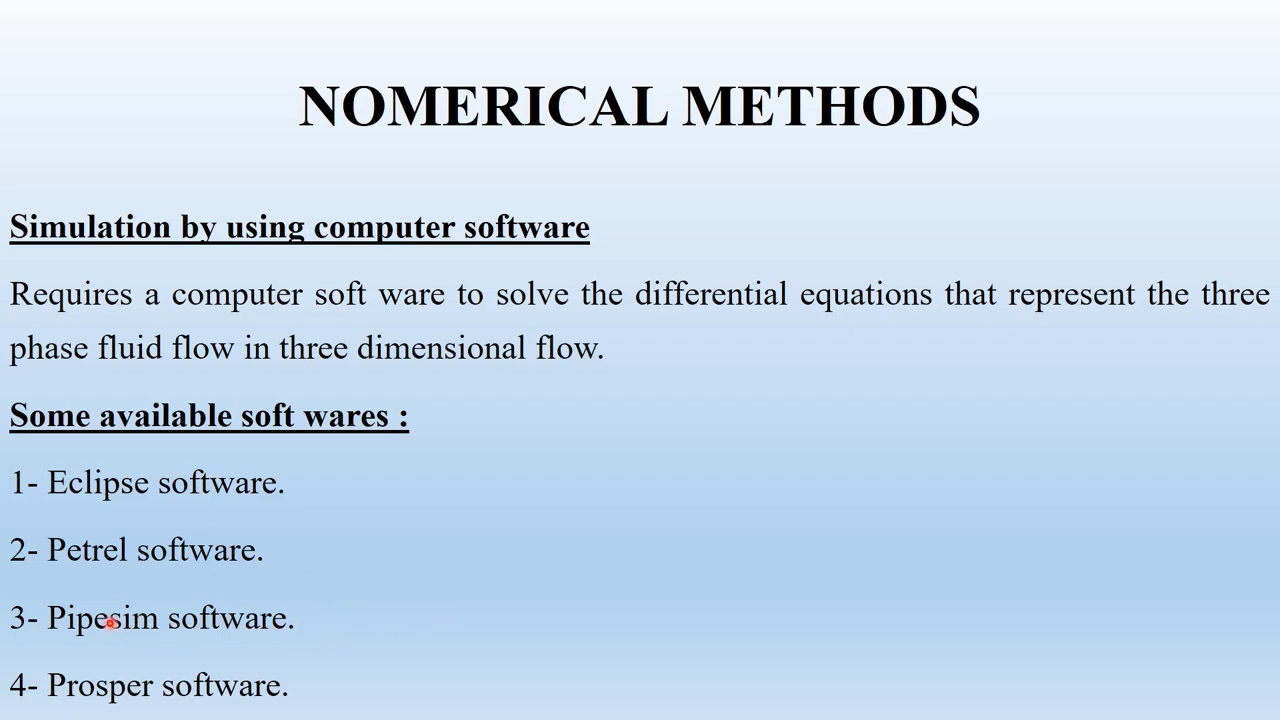 NOMERICAL METHODS
Simulation by using computer software
Requires a computer soft ware to solve the differential equations that represent the three
phase fluid flow in three dimensional flow.
Some available soft wares :
1- Eclipse software.
2- Petrel software.
3- Pipesim software.
4- Prosper software.